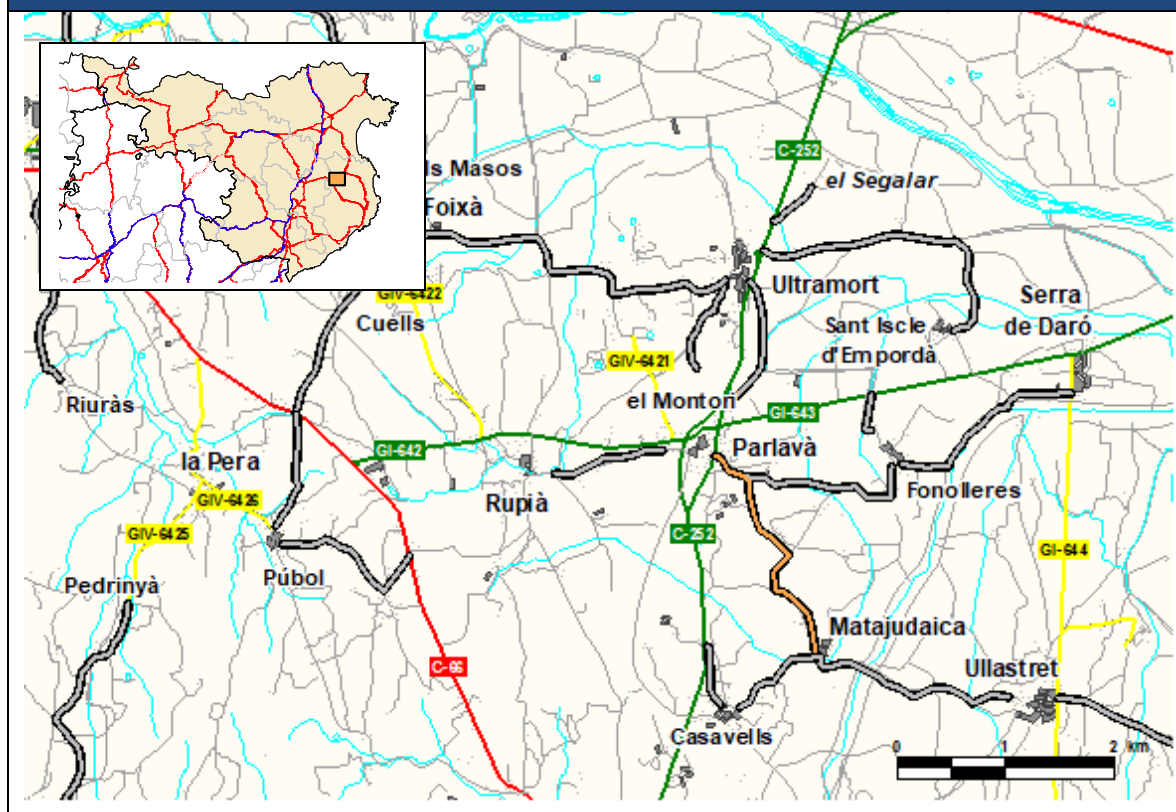 C-252
el Segalar
ls Masos
Foixà
Ultramort
GIV-6422
Cuells
Serra
de Daró
Sant Iscle
d'Empordà
GIV-6421
Riuràs
el Montori
GI-643
GI-642
Parlavà
la Pera
Rupià
Fonolleres
GIV-6426
GIV-6425
C-252
GI-644
Púbol
Pedrinyà
Matajudaica
C-66
Ullastret
Casavells
0 1 2 km